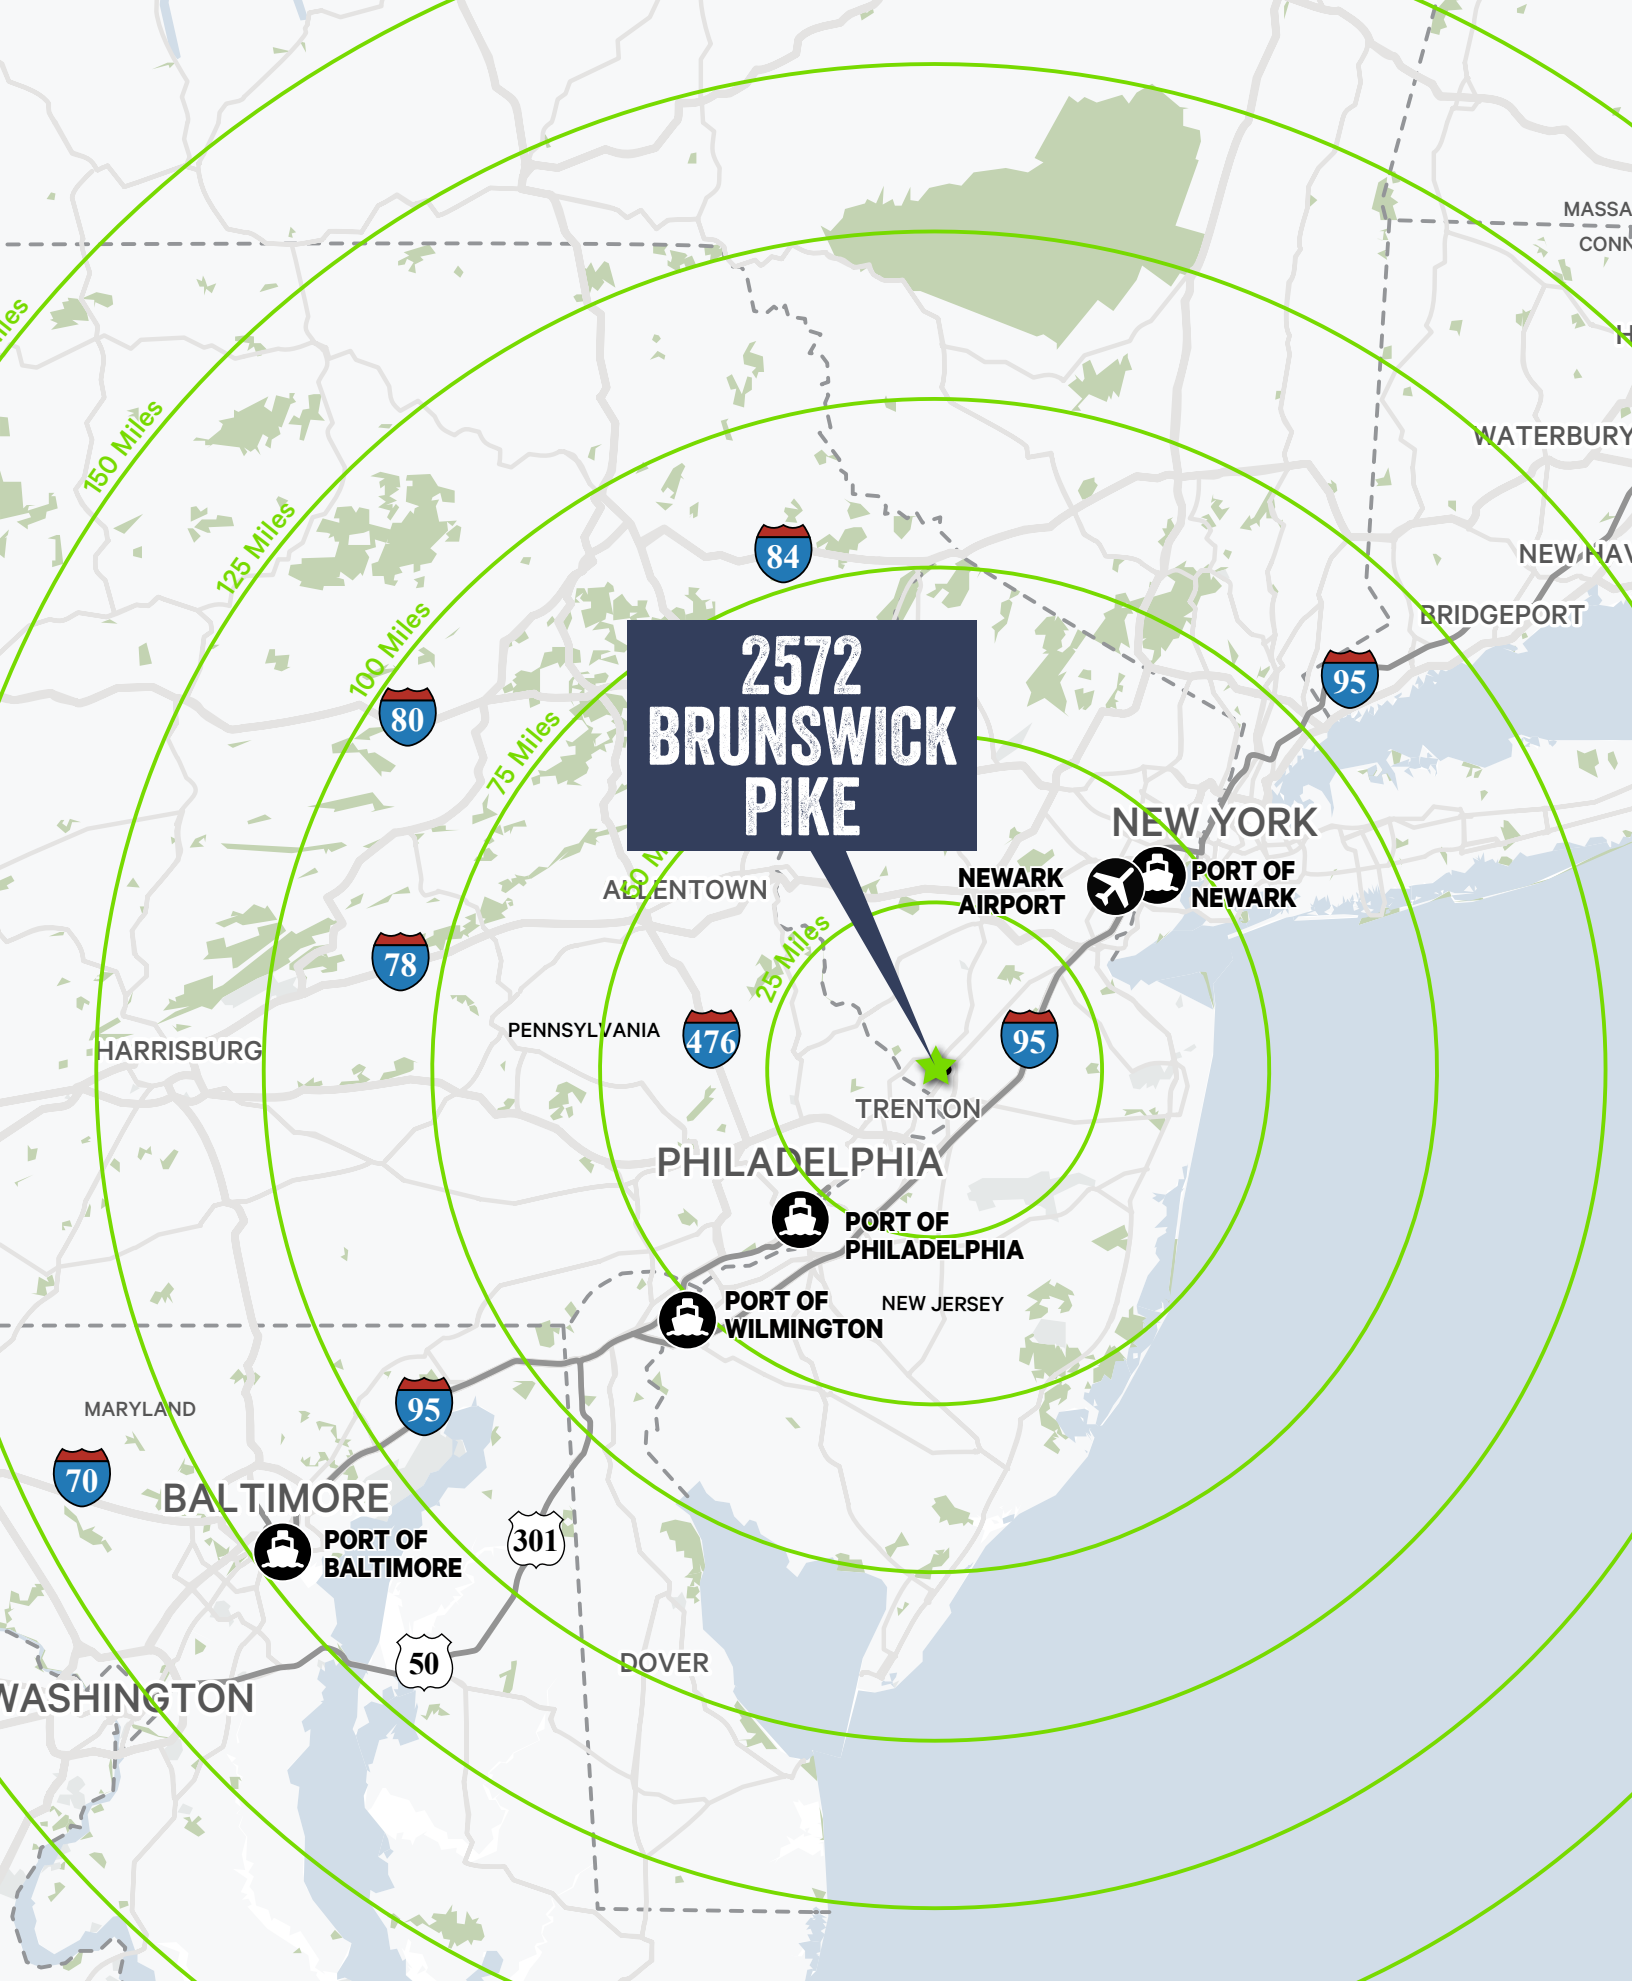 MASSA
CONN
iles
H
150 Miles
WATERBURY
125 Miles
84
NEW HAV
100 Miles
BRIDGEPORT
2572
BRUNSWICK
PIKE
95
80
75 Miles
NEW YORK
50 M
ALLENTOWN
NEWARK
AIRPORT
PORT OF
NEWARK
25 Miles
78
PENNSYLVANIA
476
95
HARRISBURG
TRENTON
PHILADELPHIA
PORT OF
PHILADELPHIA
PORT OF
WILMINGTON
NEW JERSEY
MARYLAND
95
70
BALTIMORE
PORT OF
BALTIMORE
301
50
DOVER
WASHINGTON